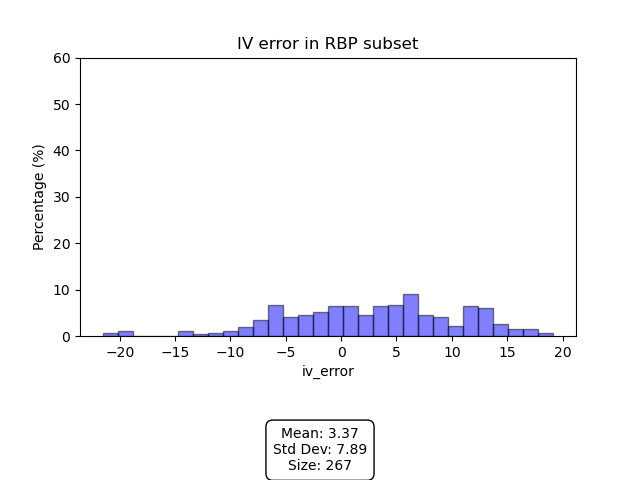 IV error in RBP subset
60
50
40
30
20
10
0
Percentage (%)
−20 −15 −10 −5 0 5 10 15 20
iv_error
Mean: 3.37
Std Dev: 7.89
Size: 267